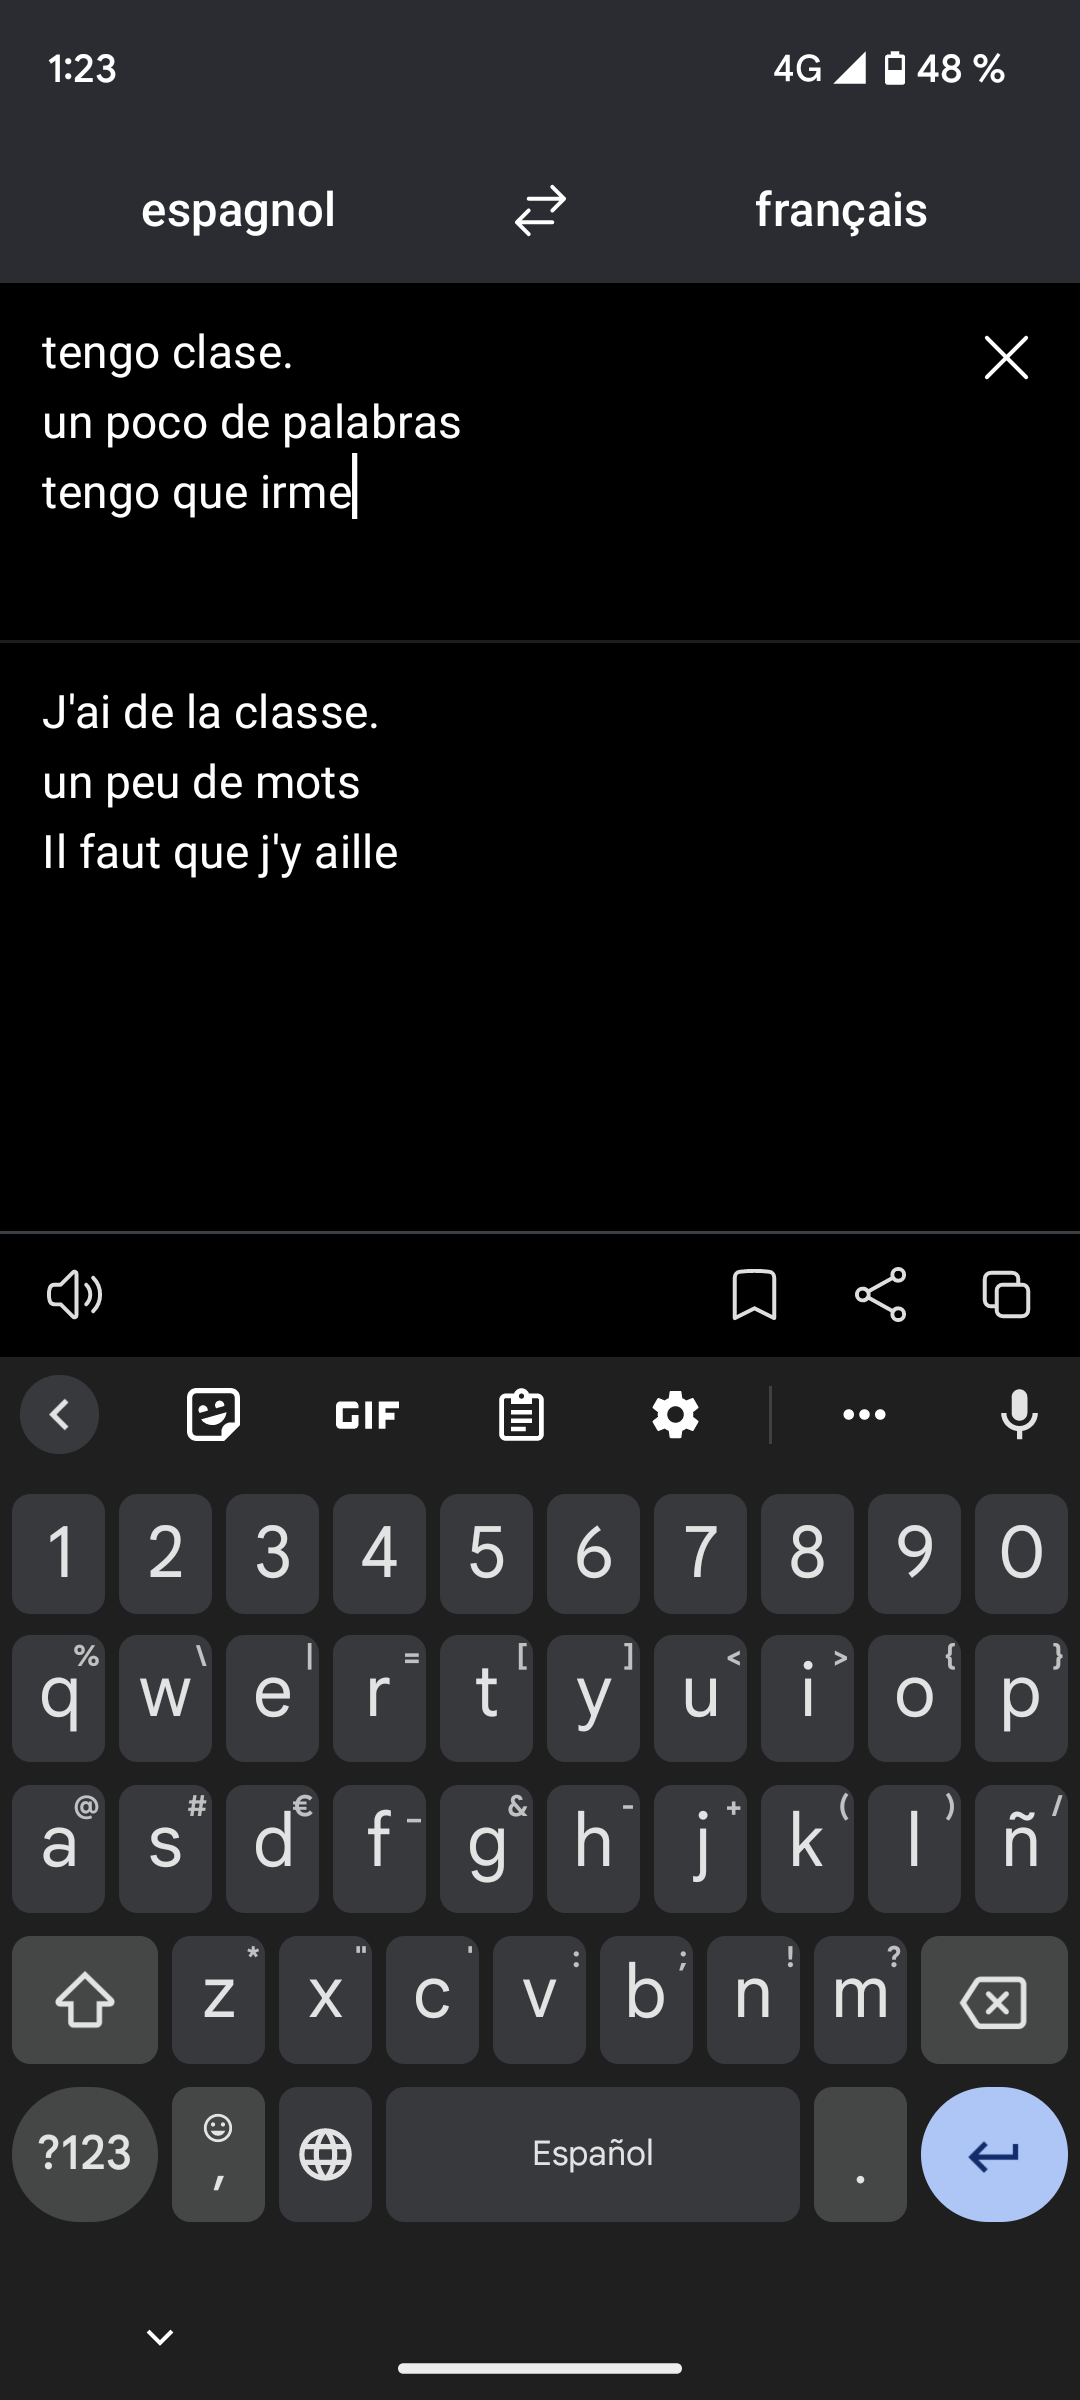 1:23 4G 48 %
espagnol français
tengo clase.
un poco de palabras
tengo que irme
J'ai de la classe.
un peu de mots
Il faut que j'y aille
GIF
1 2 3 4 5 6 7 8 9 0
% \ | = [ ] < > { }
q w e r t y u i o p
@ # € _ & - + ( ) /
a s d f g h j k l ñ
* " ' : ; ! ?
z x c v b n m
?123 , Español .